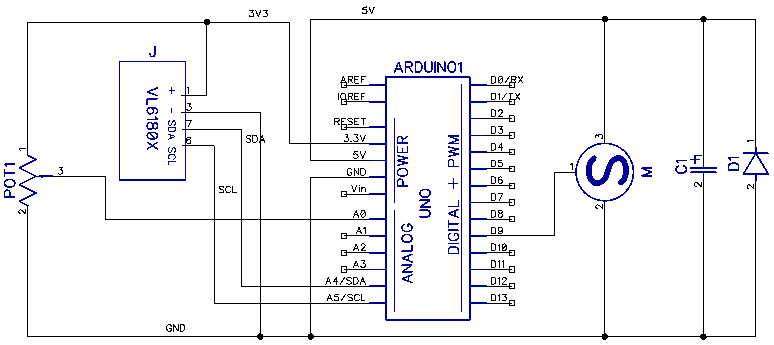 3V3
5V
J
VL6180X
+
1
-
3
SDA
7
SCL
6
SDA
SCL
POT1
1
3
2
ARDUINO1
AREF
IOREF
RESET
3.3V
5V
GND
Vin
A0
A1
A2
A3
A4/SDA
A5/SCL
POWER
ANALOG
UNO
DIGITAL + PWM
D0/RX
D1/TX
D2
D3
D4
D5
D6
D7
D8
D9
D10
D11
D12
D13
3
1
2
S
M
C1
+
2
D1
1
2
GND